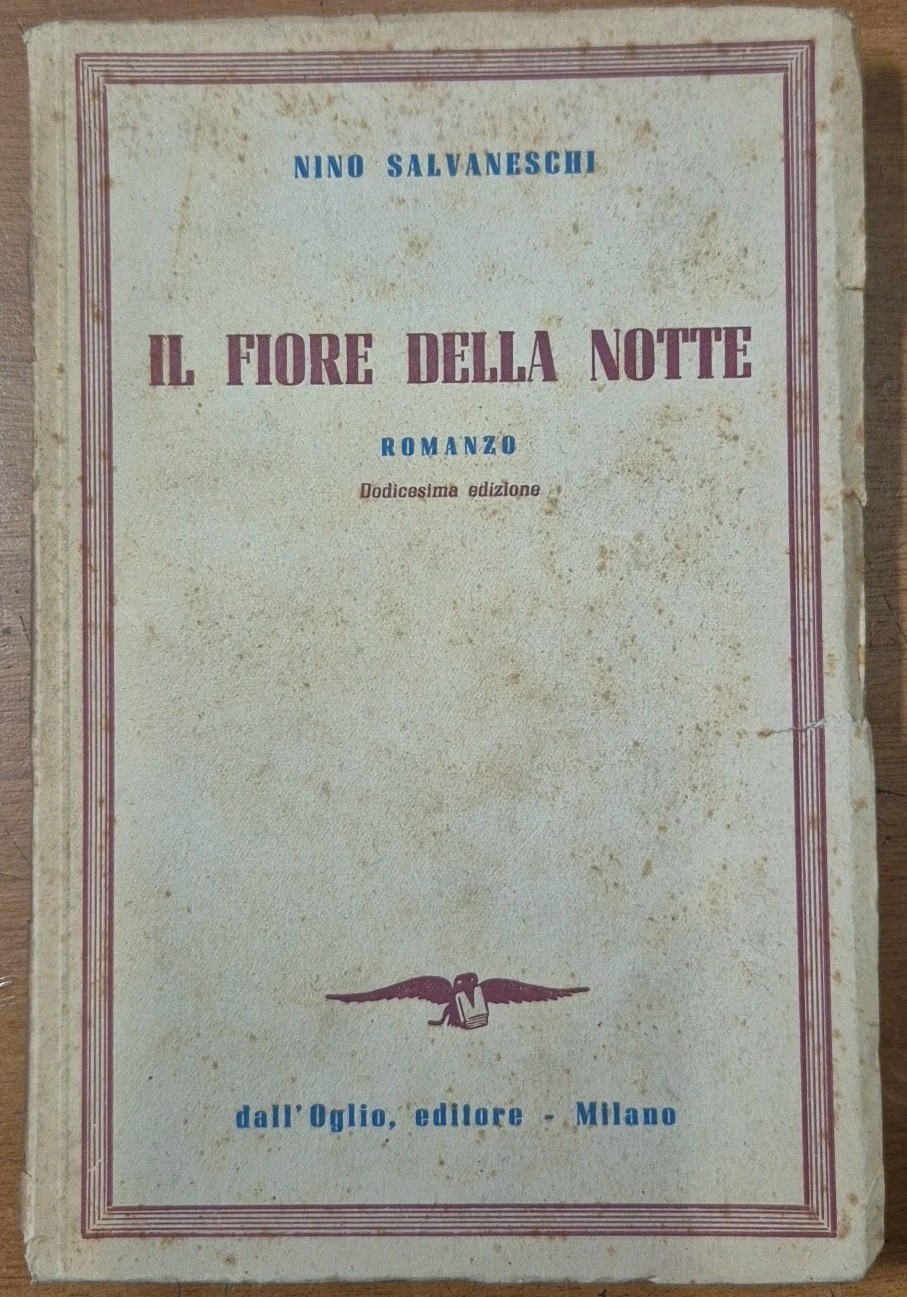 NINO SALVANESCHI
IL FIORE DELLA NOTTE
ROMANZO
Dodicesima edizione
dall'Oglio, editore - Milano